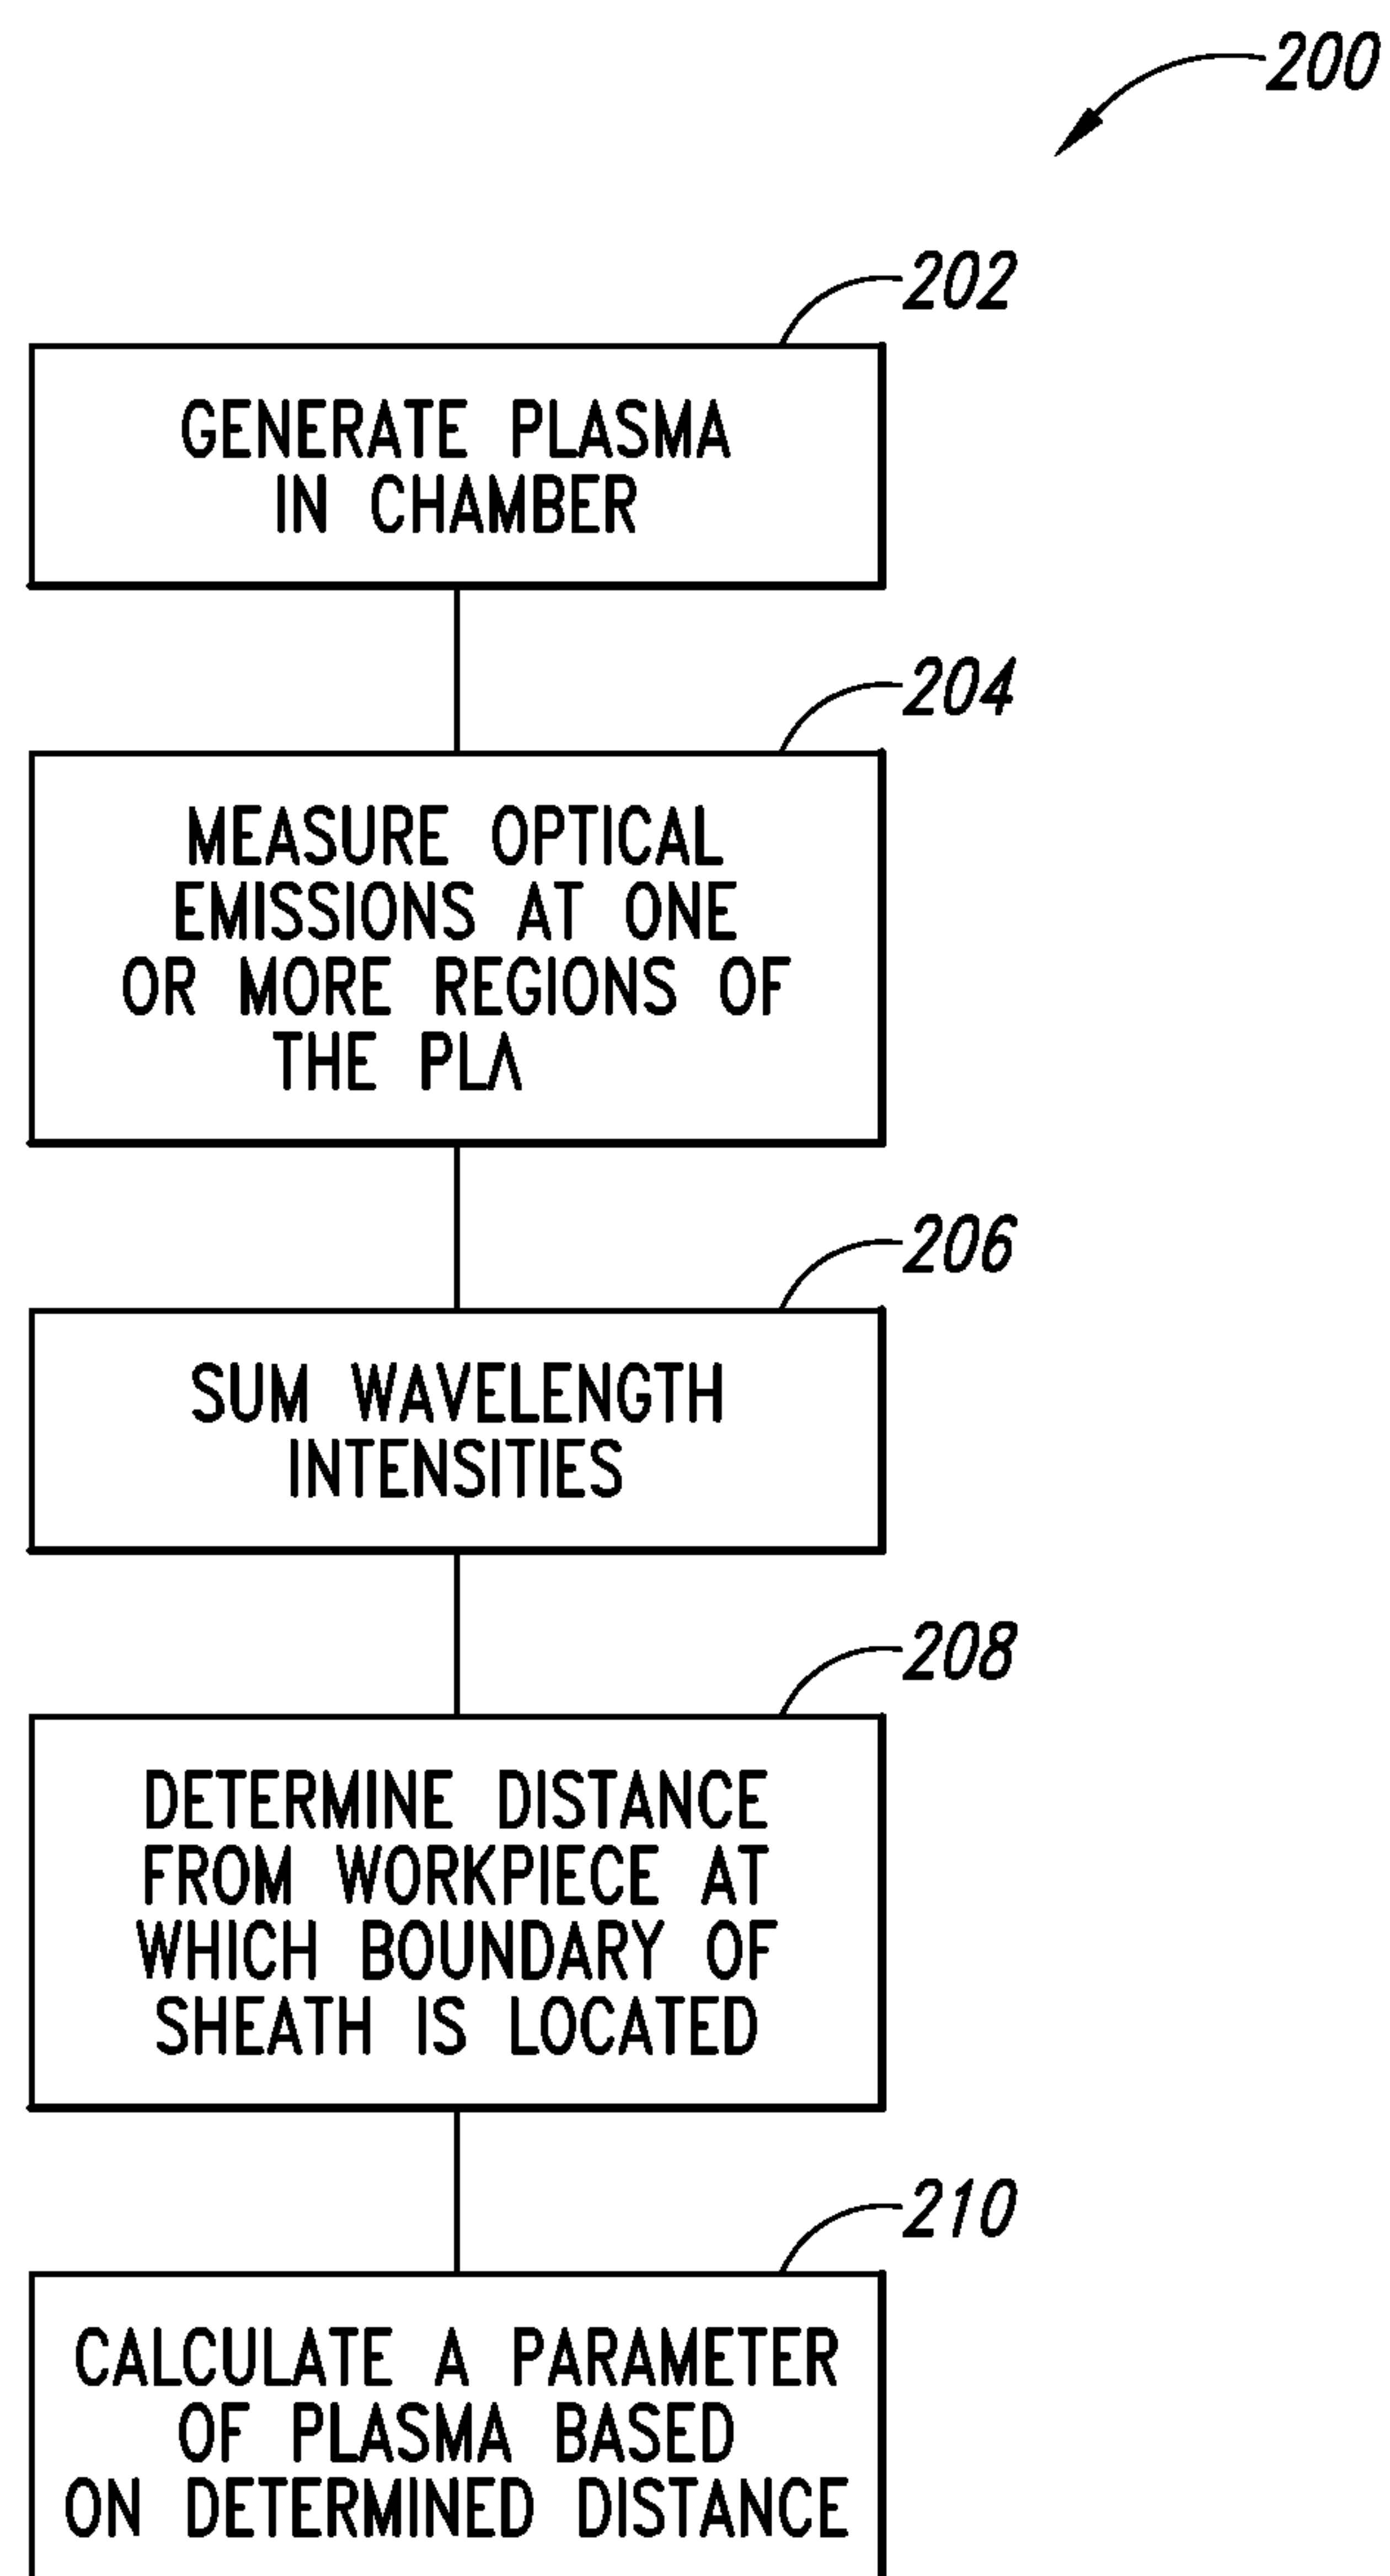 200
202
GENERATE PLASMA
IN CHAMBER
204
MEASURE OPTICAL
EMISSIONS AT ONE
OR MORE REGIONS OF
THE
206
SUM WAVELENGTH
INTENSITIES
208
DETERMINE DISTANCE
FROM WORKPIECE AT
WHICH BOUNDARY OF
SHEATH IS LOCATED
210
CALCULATE A PARAMETER
OF PLASMA BASED
ON DETERMINED DISTANCE